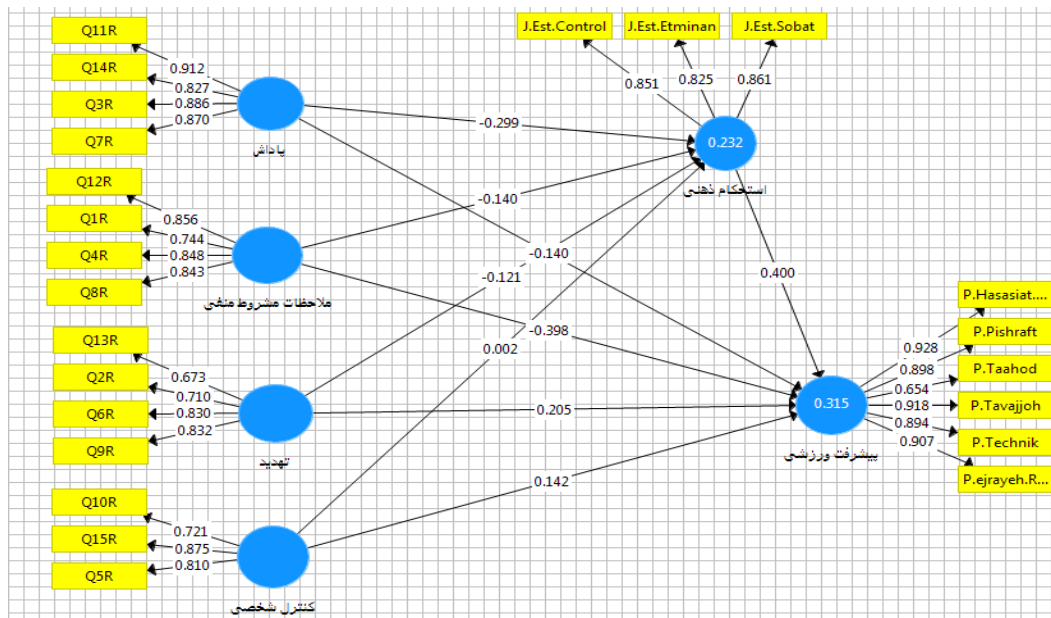 Q11R
Q14R
Q3R
Q7R
0.912
0.827
0.886
0.870
پاداش
Q12R
Q1R
Q4R
Q8R
0.856
0.744
0.848
0.843
ملاحظات مشروط منفی
Q13R
Q2R
Q6R
Q9R
0.673
0.710
0.830
0.832
تهدید
Q10R
Q15R
Q5R
0.721
0.875
0.810
کنترل شخصی
-0.299
-0.140
-0.140
-0.121
-0.398
0.002
0.205
0.142
0.400
J.Est.Control
J.Est.Etminan
J.Est.Sobat
0.851
0.825
0.861
0.232
استحکام ذهنی
0.315
پیشرفت ورزشی
0.928
0.898
0.654
0.918
0.894
0.907
P.Hasasiat....
P.Pishraft
P.Taahod
P.Tavajjoh
P.Technik
P.ejrayeh.R...